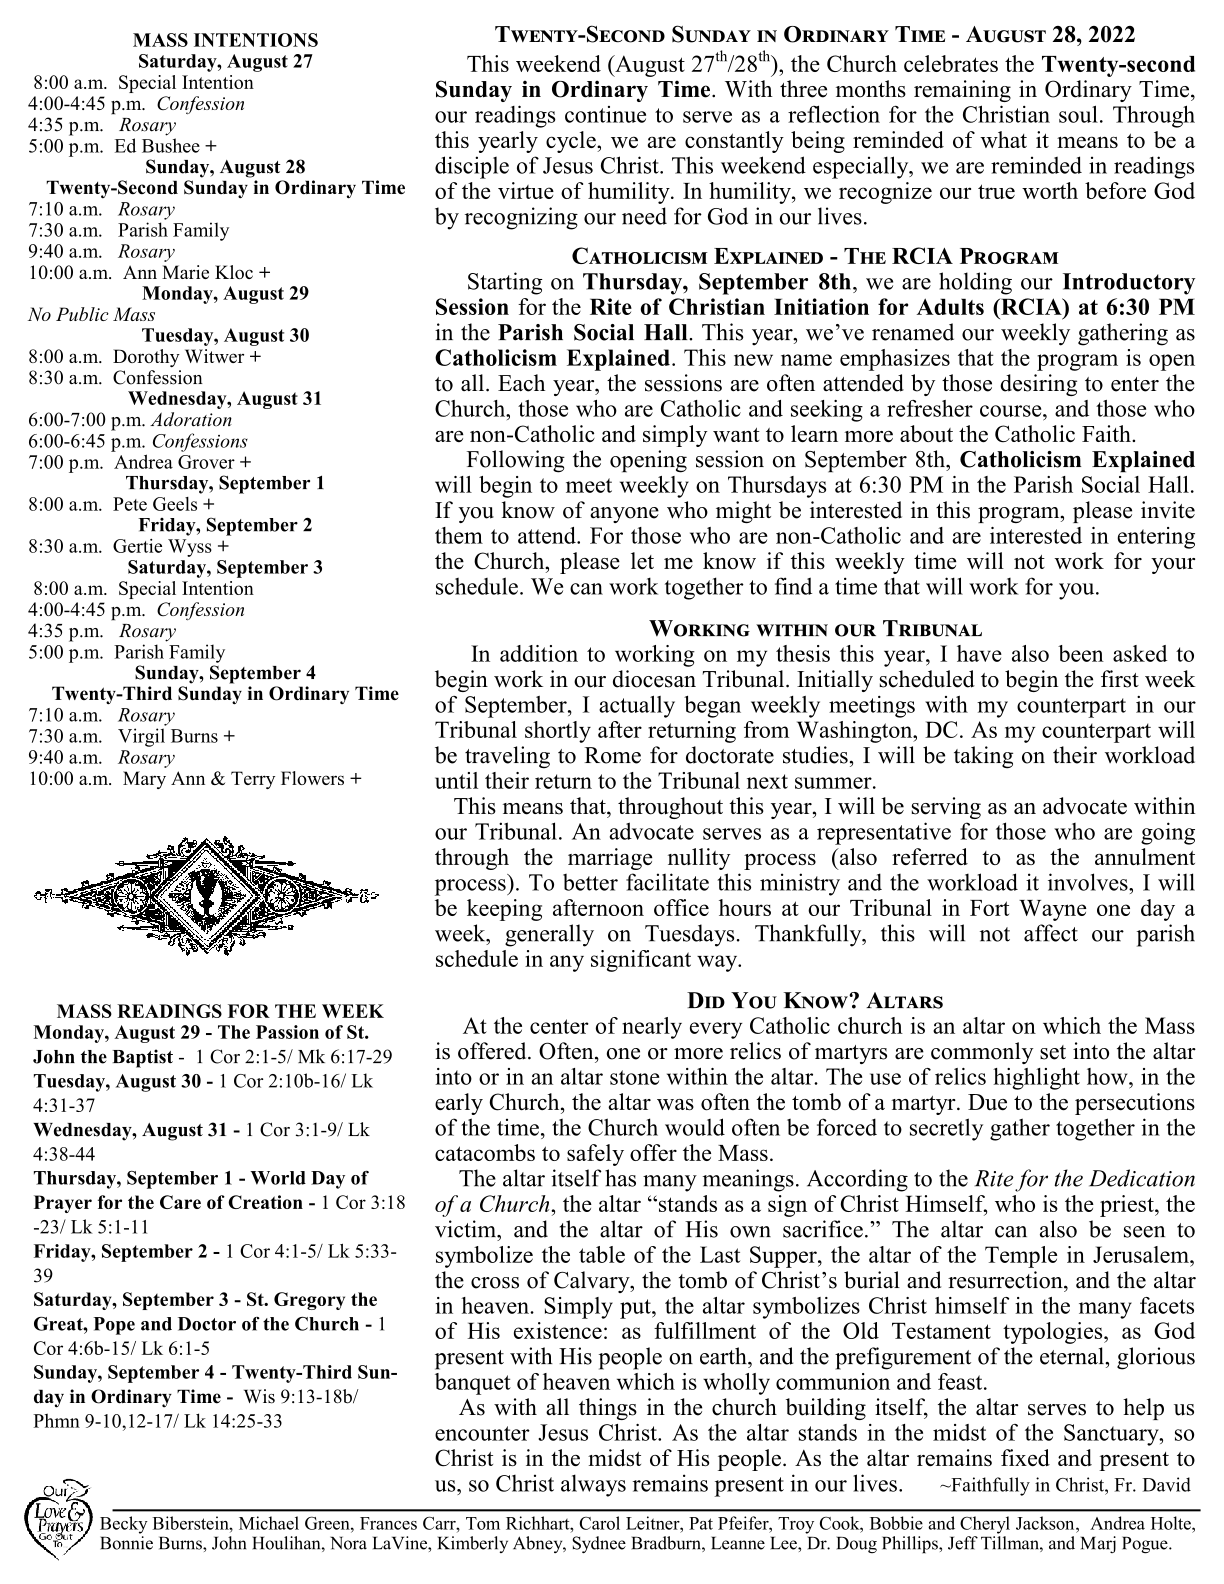 MASS INTENTIONS
Saturday, August 27
8:00 a.m. Special Intention
4:00-4:45 p.m. Confession
4:35 p.m. Rosary
5:00 p.m. Ed Bushee +
Sunday, August 28
Twenty-Second Sunday in Ordinary Time
7:10 a.m. Rosary
7:30 a.m. Parish Family
9:40 a.m. Rosary
10:00 a.m. Ann Marie Kloc +
Monday, August 29
No Public Mass
Tuesday, August 30
8:00 a.m. Dorothy Witwer +
8:30 a.m. Confession
Wednesday, August 31
6:00-7:00 p.m. Adoration
6:00-6:45 p.m. Confessions
7:00 p.m. Andrea Grover +
Thursday, September 1
8:00 a.m. Pete Geels +
Friday, September 2
8:30 a.m. Gertie Wyss +
Saturday, September 3
8:00 a.m. Special Intention
4:00-4:45 p.m. Confession
4:35 p.m. Rosary
5:00 p.m. Parish Family
Sunday, September 4
Twenty-Third Sunday in Ordinary Time
7:10 a.m. Rosary
7:30 a.m. Virgil Burns +
9:40 a.m. Rosary
10:00 a.m. Mary Ann & Terry Flowers +
MASS READINGS FOR THE WEEK
Monday, August 29 - The Passion of St.
John the Baptist - 1 Cor 2:1-5/ Mk 6:17-29
Tuesday, August 30 - 1 Cor 2:10b-16/ Lk
4:31-37
Wednesday, August 31 - 1 Cor 3:1-9/ Lk
4:38-44
Thursday, September 1 - World Day of
Prayer for the Care of Creation - 1 Cor 3:18
-23/ Lk 5:1-11
Friday, September 2 - 1 Cor 4:1-5/ Lk 5:33-
39
Saturday, September 3 - St. Gregory the
Great, Pope and Doctor of the Church - 1
Cor 4:6b-15/ Lk 6:1-5
Sunday, September 4 - Twenty-Third Sun-
day in Ordinary Time - Wis 9:13-18b/
Phmn 9-10,12-17/ Lk 14:25-33
TWENTY-SECOND SUNDAY IN ORDINARY TIME - AUGUST 28, 2022
This weekend (August 27th/28th), the Church celebrates the Twenty-second
Sunday in Ordinary Time. With three months remaining in Ordinary Time,
our readings continue to serve as a reflection for the Christian soul. Through
this yearly cycle, we are constantly being reminded of what it means to be a
disciple of Jesus Christ. This weekend especially, we are reminded in readings
of the virtue of humility. In humility, we recognize our true worth before God
by recognizing our need for God in our lives.
CATHOLICISM EXPLAINED - THE RCIA PROGRAM
Starting on Thursday, September 8th, we are holding our Introductory
Session for the Rite of Christian Initiation for Adults (RCIA) at 6:30 PM
in the Parish Social Hall. This year, we’ve renamed our weekly gathering as
Catholicism Explained. This new name emphasizes that the program is open
to all. Each year, the sessions are often attended by those desiring to enter the
Church, those who are Catholic and seeking a refresher course, and those who
are non-Catholic and simply want to learn more about the Catholic Faith.
Following the opening session on September 8th, Catholicism Explained
will begin to meet weekly on Thursdays at 6:30 PM in the Parish Social Hall.
If you know of anyone who might be interested in this program, please invite
them to attend. For those who are non-Catholic and are interested in entering
the Church, please let me know if this weekly time will not work for your
schedule. We can work together to find a time that will work for you.
WORKING WITHIN OUR TRIBUNAL
In addition to working on my thesis this year, I have also been asked to
begin work in our diocesan Tribunal. Initially scheduled to begin the first week
of September, I actually began weekly meetings with my counterpart in our
Tribunal shortly after returning from Washington, DC. As my counterpart will
be traveling to Rome for doctorate studies, I will be taking on their workload
until their return to the Tribunal next summer.
This means that, throughout this year, I will be serving as an advocate within
our Tribunal. An advocate serves as a representative for those who are going
through the marriage nullity process (also referred to as the annulment
process). To better facilitate this ministry and the workload it involves, I will
be keeping afternoon office hours at our Tribunal in Fort Wayne one day a
week, generally on Tuesdays. Thankfully, this will not affect our parish
schedule in any significant way.
DID YOU KNOW? ALTARS
At the center of nearly every Catholic church is an altar on which the Mass
is offered. Often, one or more relics of martyrs are commonly set into the altar
into or in an altar stone within the altar. The use of relics highlight how, in the
early Church, the altar was often the tomb of a martyr. Due to the persecutions
of the time, the Church would often be forced to secretly gather together in the
catacombs to safely offer the Mass.
The altar itself has many meanings. According to the Rite for the Dedication
of a Church, the altar “stands as a sign of Christ Himself, who is the priest, the
victim, and the altar of His own sacrifice.” The altar can also be seen to
symbolize the table of the Last Supper, the altar of the Temple in Jerusalem,
the cross of Calvary, the tomb of Christ’s burial and resurrection, and the altar
in heaven. Simply put, the altar symbolizes Christ himself in the many facets
of His existence: as fulfillment of the Old Testament typologies, as God
present with His people on earth, and the prefigurement of the eternal, glorious
banquet of heaven which is wholly communion and feast.
As with all things in the church building itself, the altar serves to help us
encounter Jesus Christ. As the altar stands in the midst of the Sanctuary, so
Christ is in the midst of His people. As the altar remains fixed and present to
us, so Christ always remains present in our lives. ~Faithfully in Christ, Fr. David
Our
Love &
Prayers
Go Out
To
Becky Biberstein, Michael Green, Frances Carr, Tom Richhart, Carol Leitner, Pat Pfeifer, Troy Cook, Bobbie and Cheryl Jackson, Andrea Holte,
Bonnie Burns, John Houlihan, Nora LaVine, Kimberly Abney, Sydnee Bradburn, Leanne Lee, Dr. Doug Phillips, Jeff Tillman, and Marj Pogue.